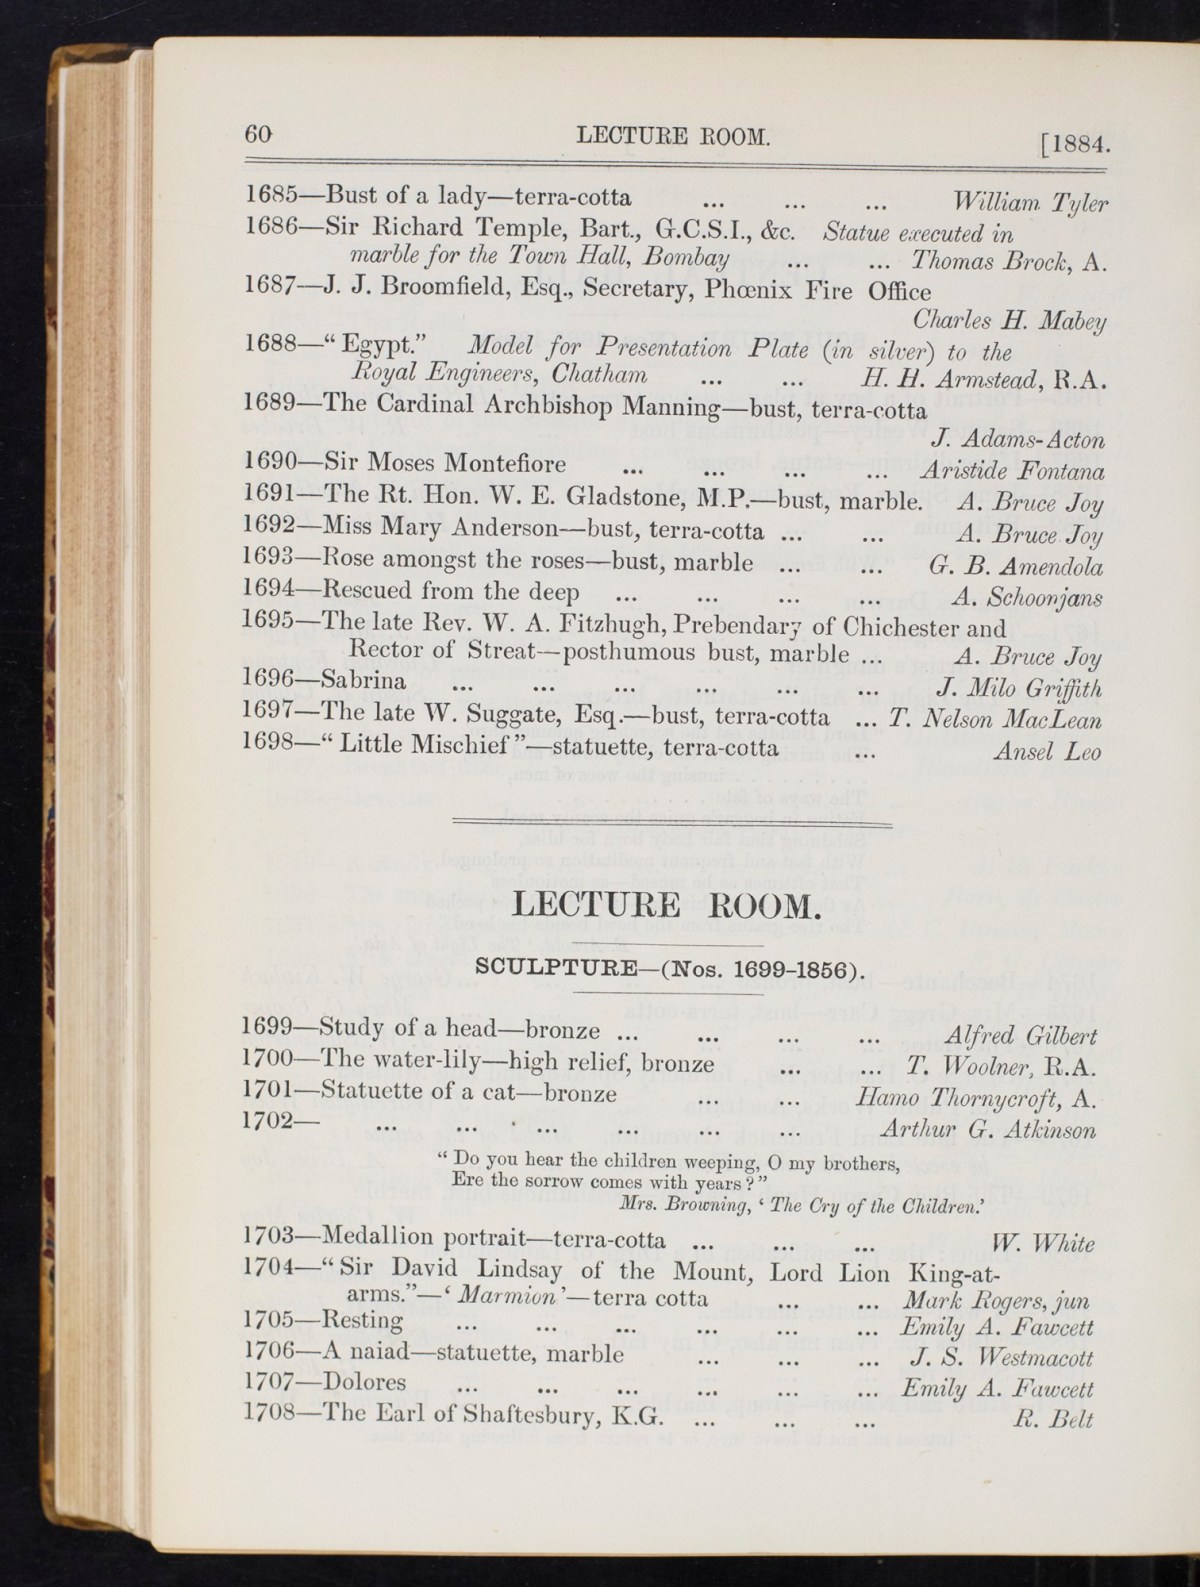 60 LECTURE ROOM. [1884.
1685—Bust of a lady—terra-cotta ... ... ... William Tyler
1686—Sir Richard Temple, Bart., G.C.S.I., &c. Statue executed in
marble for the Town Hall, Bombay ... ... Thomas Brock, A.
1687—J. J. Broomfield, Esq., Secretary, Phœnix Fire Office
Charles H. Mabey
1688—“Egypt.” Model for Presentation Plate (in silver) to the
Royal Engineers, Chatham ... ... H. H. Armstead, R.A.
1689—The Cardinal Archbishop Manning—bust, terra-cotta
J. Adams-Acton
1690—Sir Moses Montefiore ... ... ... ... Aristide Fontana
1691—The Rt. Hon. W. E. Gladstone, M.P.—bust, marble. A. Bruce Joy
1692—Miss Mary Anderson—bust, terra-cotta ... ... A. Bruce Joy
1693—Rose amongst the roses—bust, marble ... ... G. B. Amendola
1694—Rescued from the deep ... ... ... ... A. Schoonjans
1695—The late Rev. W. A. Fitzhugh, Prebendary of Chichester and
Rector of Streat—posthumous bust, marble ... A. Bruce Joy
1696—Sabrina ... ... ... ... ... ... J. Milo Griffith
1697—The late W. Suggate, Esq.—bust, terra-cotta ... T. Nelson MacLean
1698—“Little Mischief”—statuette, terra-cotta ... Ansel Leo
LECTURE ROOM.
SCULPTURE—(Nos. 1699–1856).
1699—Study of a head—bronze ... ... ... ... Alfred Gilbert
1700—The water-lily—high relief, bronze ... ... T. Woolner, R.A.
1701—Statuette of a cat—bronze ... ... Hamo Thornycroft, A.
1702— ... ... ... ... ... ... Arthur G. Atkinson
“Do you hear the children weeping, O my brothers,
Ere the sorrow comes with years?”
Mrs. Browning, ‘The Cry of the Children.’
1703—Medallion portrait—terra-cotta ... ... ... W. White
1704—“Sir David Lindsay of the Mount, Lord Lion King-at-
arms.”—‘Marmion’—terra cotta ... ... Mark Rogers, jun
1705—Resting ... ... ... ... ... ... Emily A. Fawcett
1706—A naiad—statuette, marble ... ... ... J. S. Westmacott
1707—Dolores ... ... ... ... ... ... Emily A. Fawcett
1708—The Earl of Shaftesbury, K.G. ... ... ... R. Belt